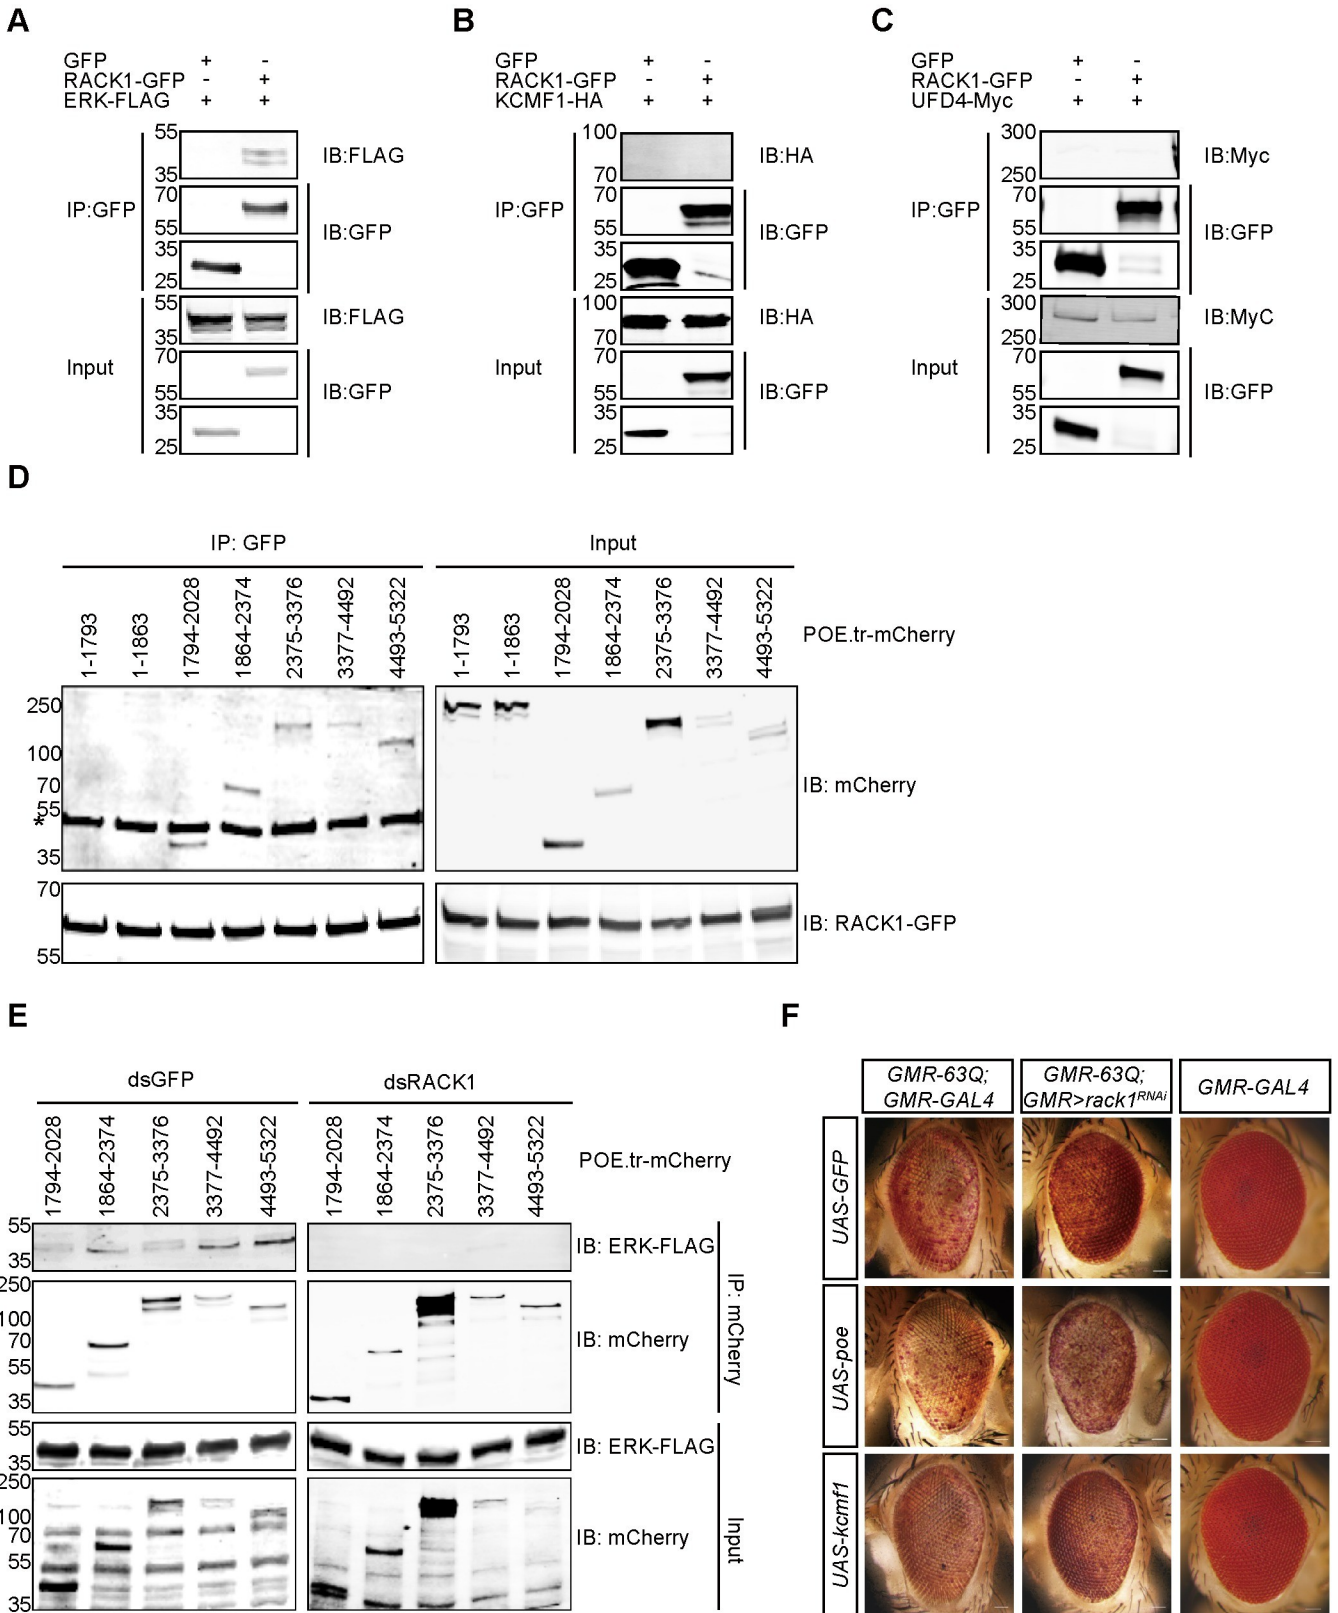 A
GFP + -
RACK1-GFP - +
ERK-FLAG + +
55
35
IB:FLAG
IP:GFP
70
55
IB:GFP
35
25
55
35
IB:FLAG
Input
70
55
IB:GFP
35
25
B
GFP + -
RACK1-GFP - +
KCMF1-HA + +
100
70
IB:HA
IP:GFP
70
55
IB:GFP
35
25
100
70
IB:HA
Input
70
55
IB:GFP
35
25
C
GFP + -
RACK1-GFP - +
UFD4-Myc + +
300
250
IB:Myc
IP:GFP
70
55
IB:GFP
35
25
300
250
IB:MyC
Input
70
55
IB:GFP
35
25
D
IP: GFP Input
1-1793 1-1863 1794-2028 1864-2374 2375-3376 3377-4492 4493-5322
1-1793 1-1863 1794-2028 1864-2374 2375-3376 3377-4492 4493-5322
POE.tr-mCherry
250
100
70
55
*
35
IB: mCherry
70
55
IB: RACK1-GFP
E
dsGFP dsRACK1
1794-2028 1864-2374 2375-3376 3377-4492 4493-5322
1794-2028 1864-2374 2375-3376 3377-4492 4493-5322
POE.tr-mCherry
55
35
IB: ERK-FLAG
250
100
70
55
35
IB: mCherry
IP: mCherry
55
35
IB: ERK-FLAG
250
100
70
55
35
IB: mCherry
Input
F
GMR-63Q;
GMR-GAL4
GMR-63Q;
GMR>rack1RNAi
GMR-GAL4
UAS-GFP
UAS-poe
UAS-kcmf1